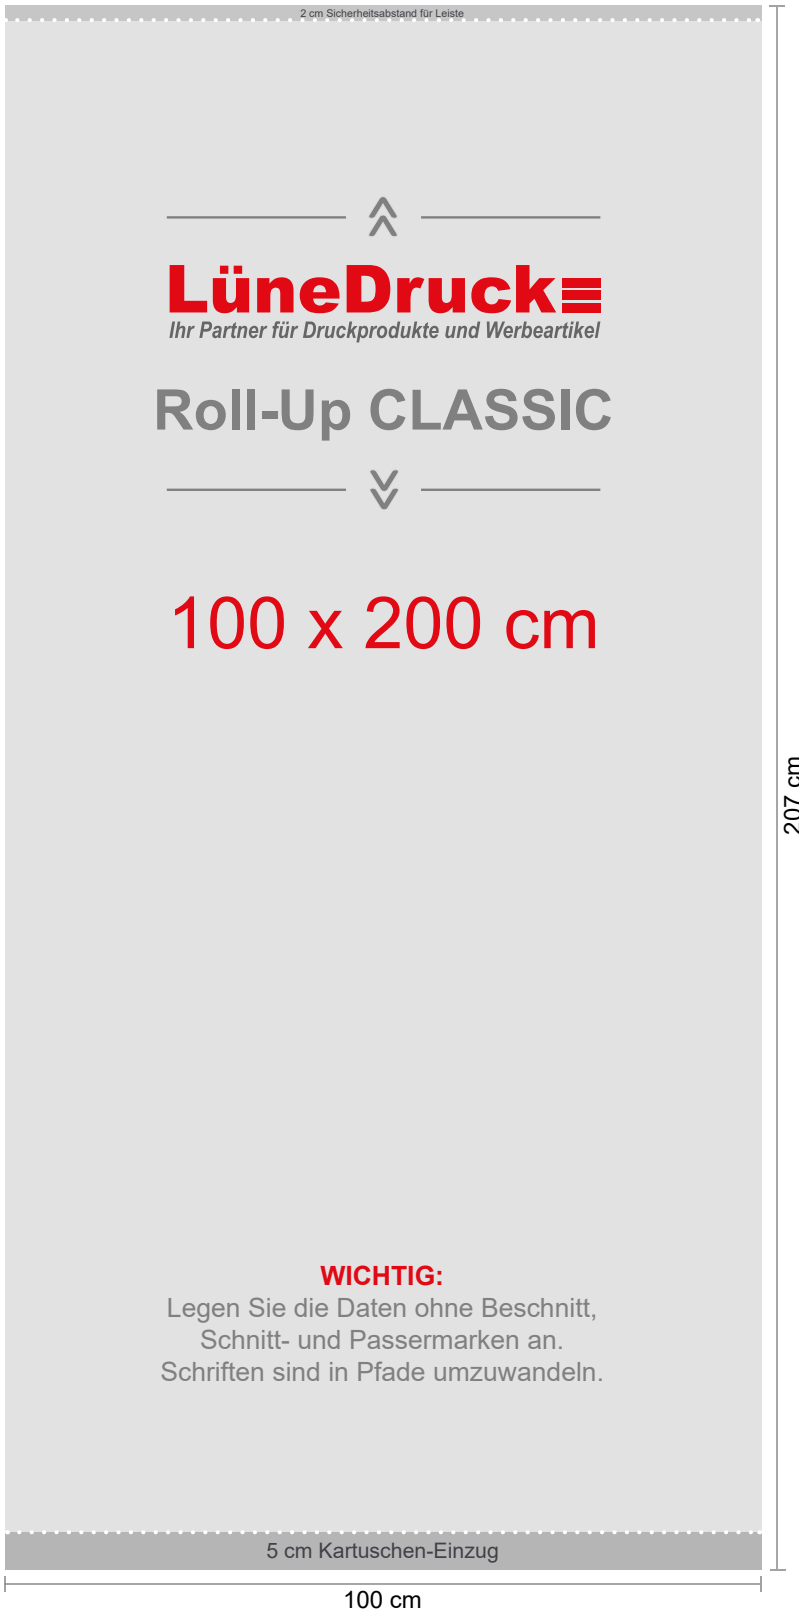 2 cm Sicherheitsabstand für Leiste
LüneDruck
Ihr Partner für Druckprodukte und Werbeartikel
Roll-Up CLASSIC
100 x 200 cm
207 cm
WICHTIG:
Legen Sie die Daten ohne Beschnitt,
Schnitt- und Passermarken an.
Schriften sind in Pfade umzuwandeln.
5 cm Kartuschen-Einzug
100 cm